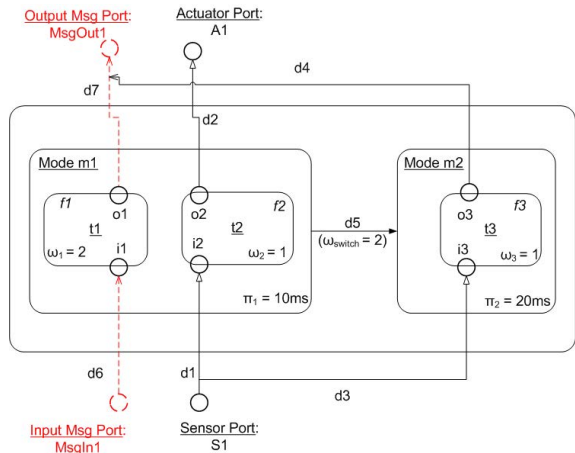 Output Msg Port:
MsgOut1
Actuator Port:
A1
d4
d7
d2
Mode m1
Mode m2
f1
o1
t1
ω1 = 2
i1
f2
o2
t2
i2
ω2 = 1
d5
(ωswitch = 2)
f3
o3
t3
i3
ω3 = 1
π1 = 10ms
π2 = 20ms
d6
d1
d3
Input Msg Port:
MsgIn1
Sensor Port:
S1